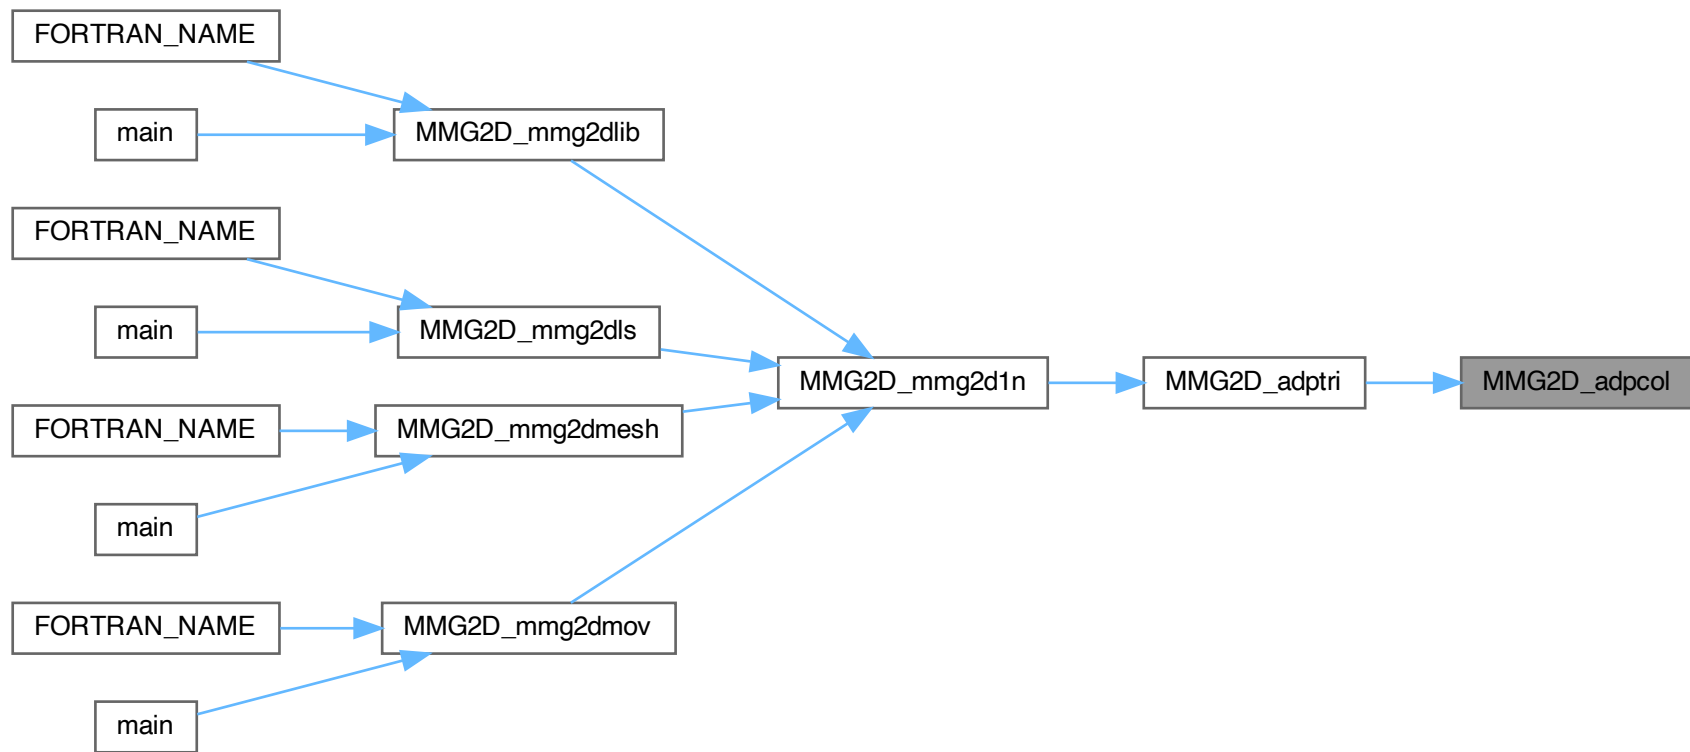 FORTRAN_NAME
main
MMG2D_mmg2dlib
FORTRAN_NAME
main
MMG2D_mmg2dls
MMG2D_mmg2d1n
MMG2D_adptri
MMG2D_adpcol
FORTRAN_NAME
MMG2D_mmg2dmesh
main
FORTRAN_NAME
MMG2D_mmg2dmov
main